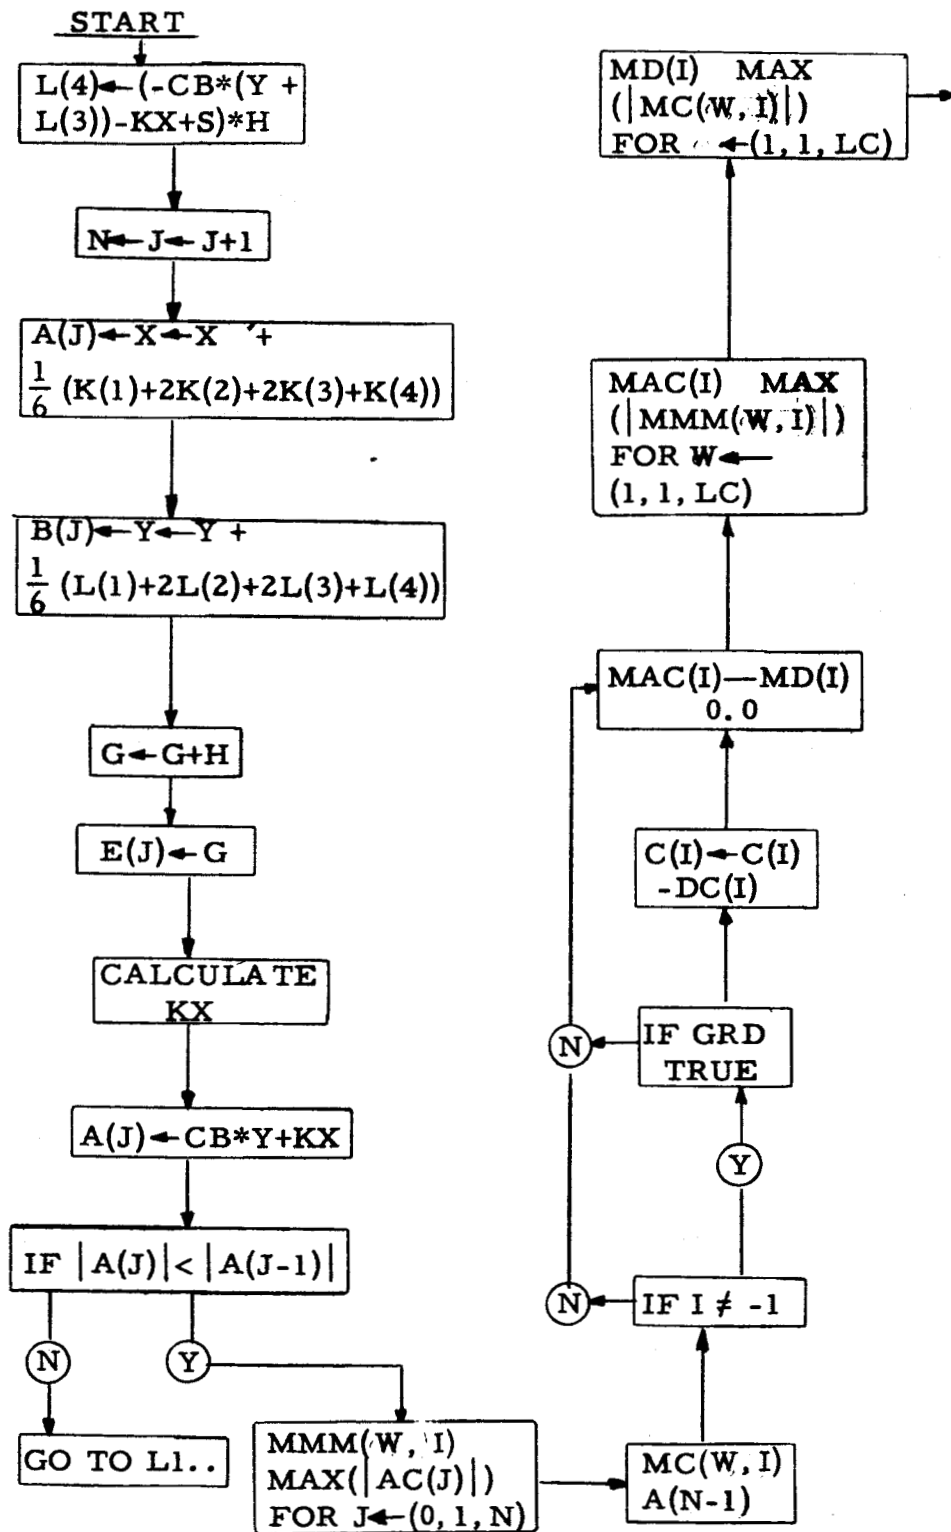 START
L(4)←(-CB*(Y +
L(3))-KX+S)*H
N←J←J+1
A(J)←X←X +
1/6 (K(1)+2K(2)+2K(3)+K(4))
B(J)←Y←Y +
1/6 (L(1)+2L(2)+2L(3)+L(4))
G←G+H
E(J)←G
CALCULATE
KX
A(J)←CB*Y+KX
IF |A(J)|<|A(J-1)|
N
Y
GO TO L1..
MMM(W, I)
MAX(|AC(J)|)
FOR J←(0, 1, N)
MC(W, I)
A(N-1)
IF I ≠ -1
N
Y
IF GRD
TRUE
N
C(I)←C(I)
-DC(I)
MAC(I)—MD(I)
0.0
MAC(I) MAX
(|MMM(W, I)|)
FOR W←
(1, 1, LC)
MD(I) MAX
(|MC(W, I)|)
FOR ←(1, 1, LC)